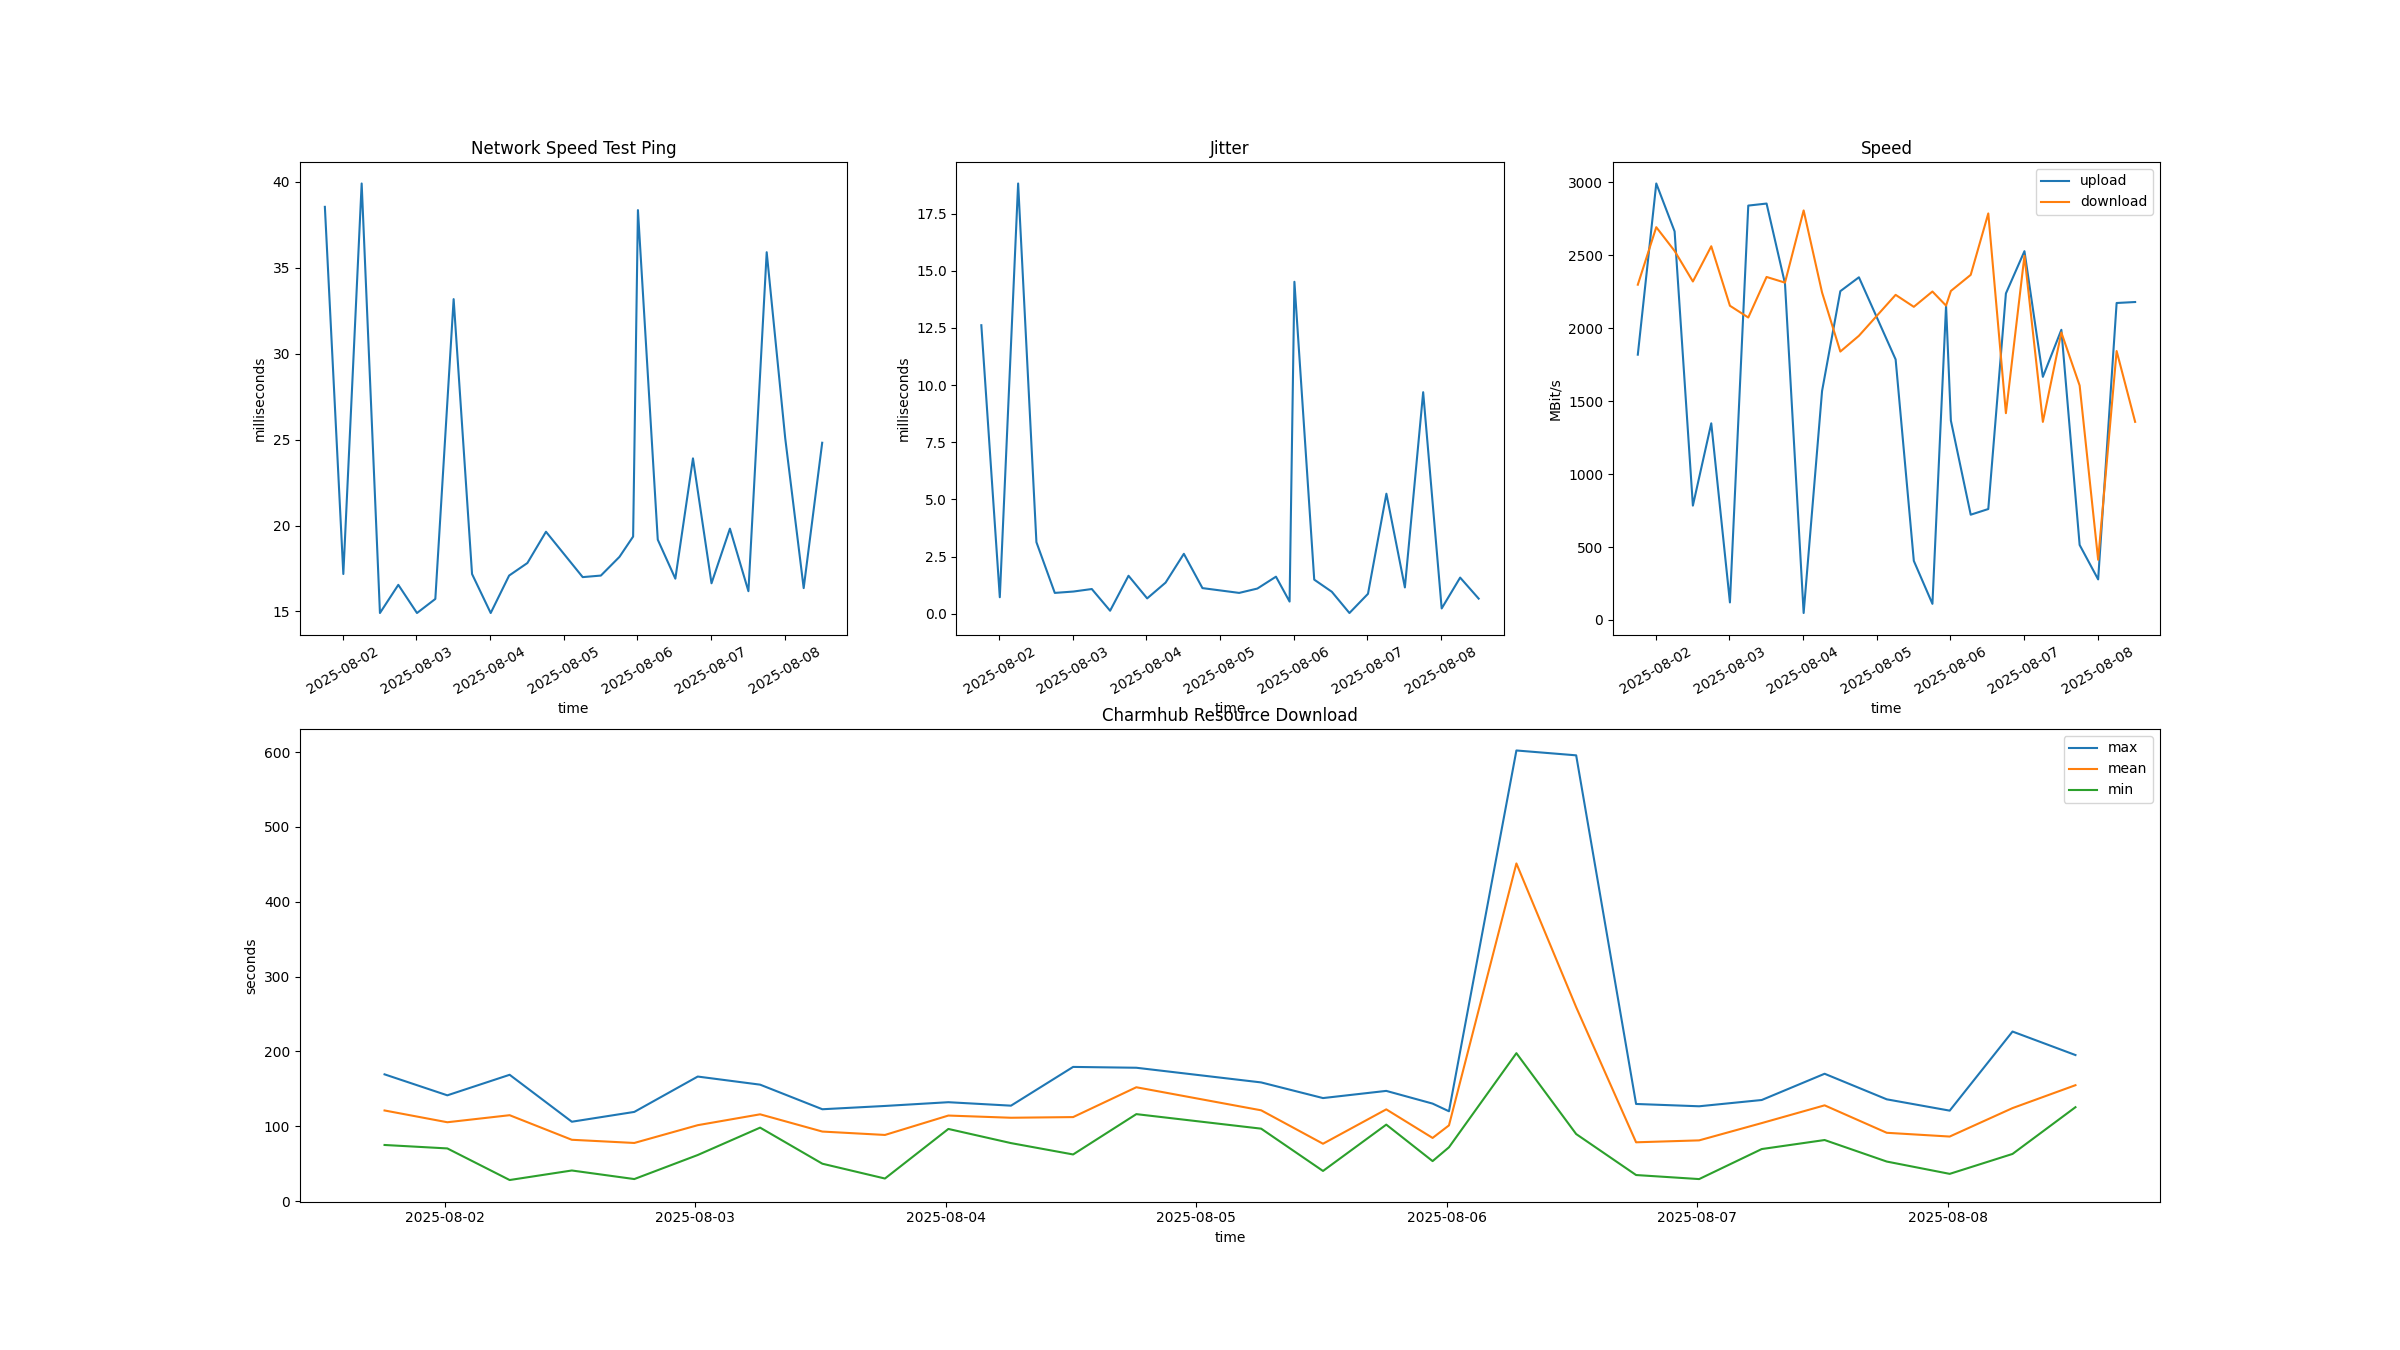 Network Speed Test Ping
milliseconds
40
35
30
25
20
15
2025-08-02 2025-08-03 2025-08-04 2025-08-05 2025-08-06 2025-08-07 2025-08-08
time
Jitter
milliseconds
17.5
15.0
12.5
10.0
7.5
5.0
2.5
0.0
2025-08-02 2025-08-03 2025-08-04 2025-08-05 2025-08-06 2025-08-07 2025-08-08
time
Speed
MBit/s
3000
2500
2000
1500
1000
500
0
upload
download
2025-08-02 2025-08-03 2025-08-04 2025-08-05 2025-08-06 2025-08-07 2025-08-08
time
Charmhub Resource Download
seconds
600
500
400
300
200
100
0
max
mean
min
2025-08-02 2025-08-03 2025-08-04 2025-08-05 2025-08-06 2025-08-07 2025-08-08
time